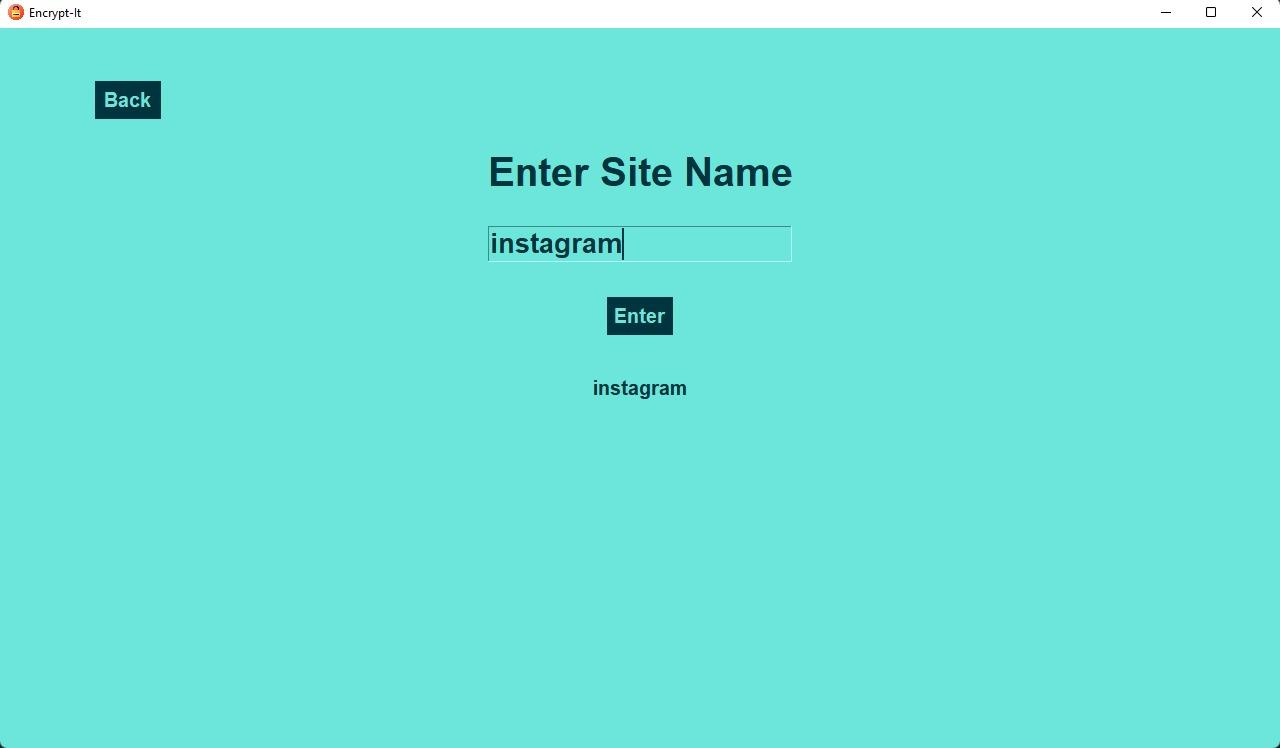 Encrypt-It
Back
Enter Site Name
instagram
Enter
instagram